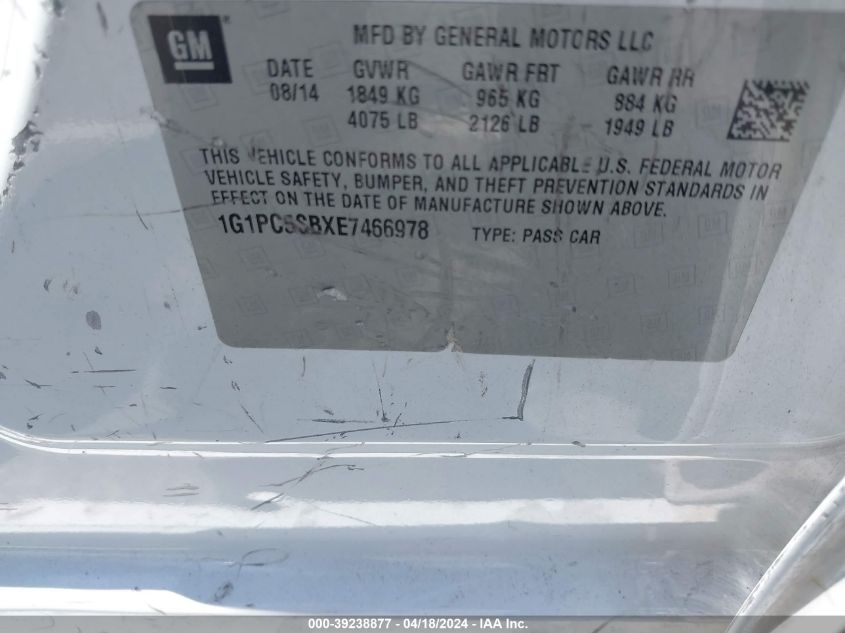 GM
MFD BY GENERAL MOTORS LLC
DATE GVWR GAWR FRT GAWR RR
08/14 1849 KG 965 KG 884 KG
4075 LB 2126 LB 1949 LB
THIS VEHICLE CONFORMS TO ALL APPLICABLE U.S. FEDERAL MOTOR
VEHICLE SAFETY, BUMPER, AND THEFT PREVENTION STANDARDS IN
EFFECT ON THE DATE OF MANUFACTURE SHOWN ABOVE.
1G1PC5SBXE7466978 TYPE: PASS CAR
000-39238877 - 04/18/2024 - IAA Inc.